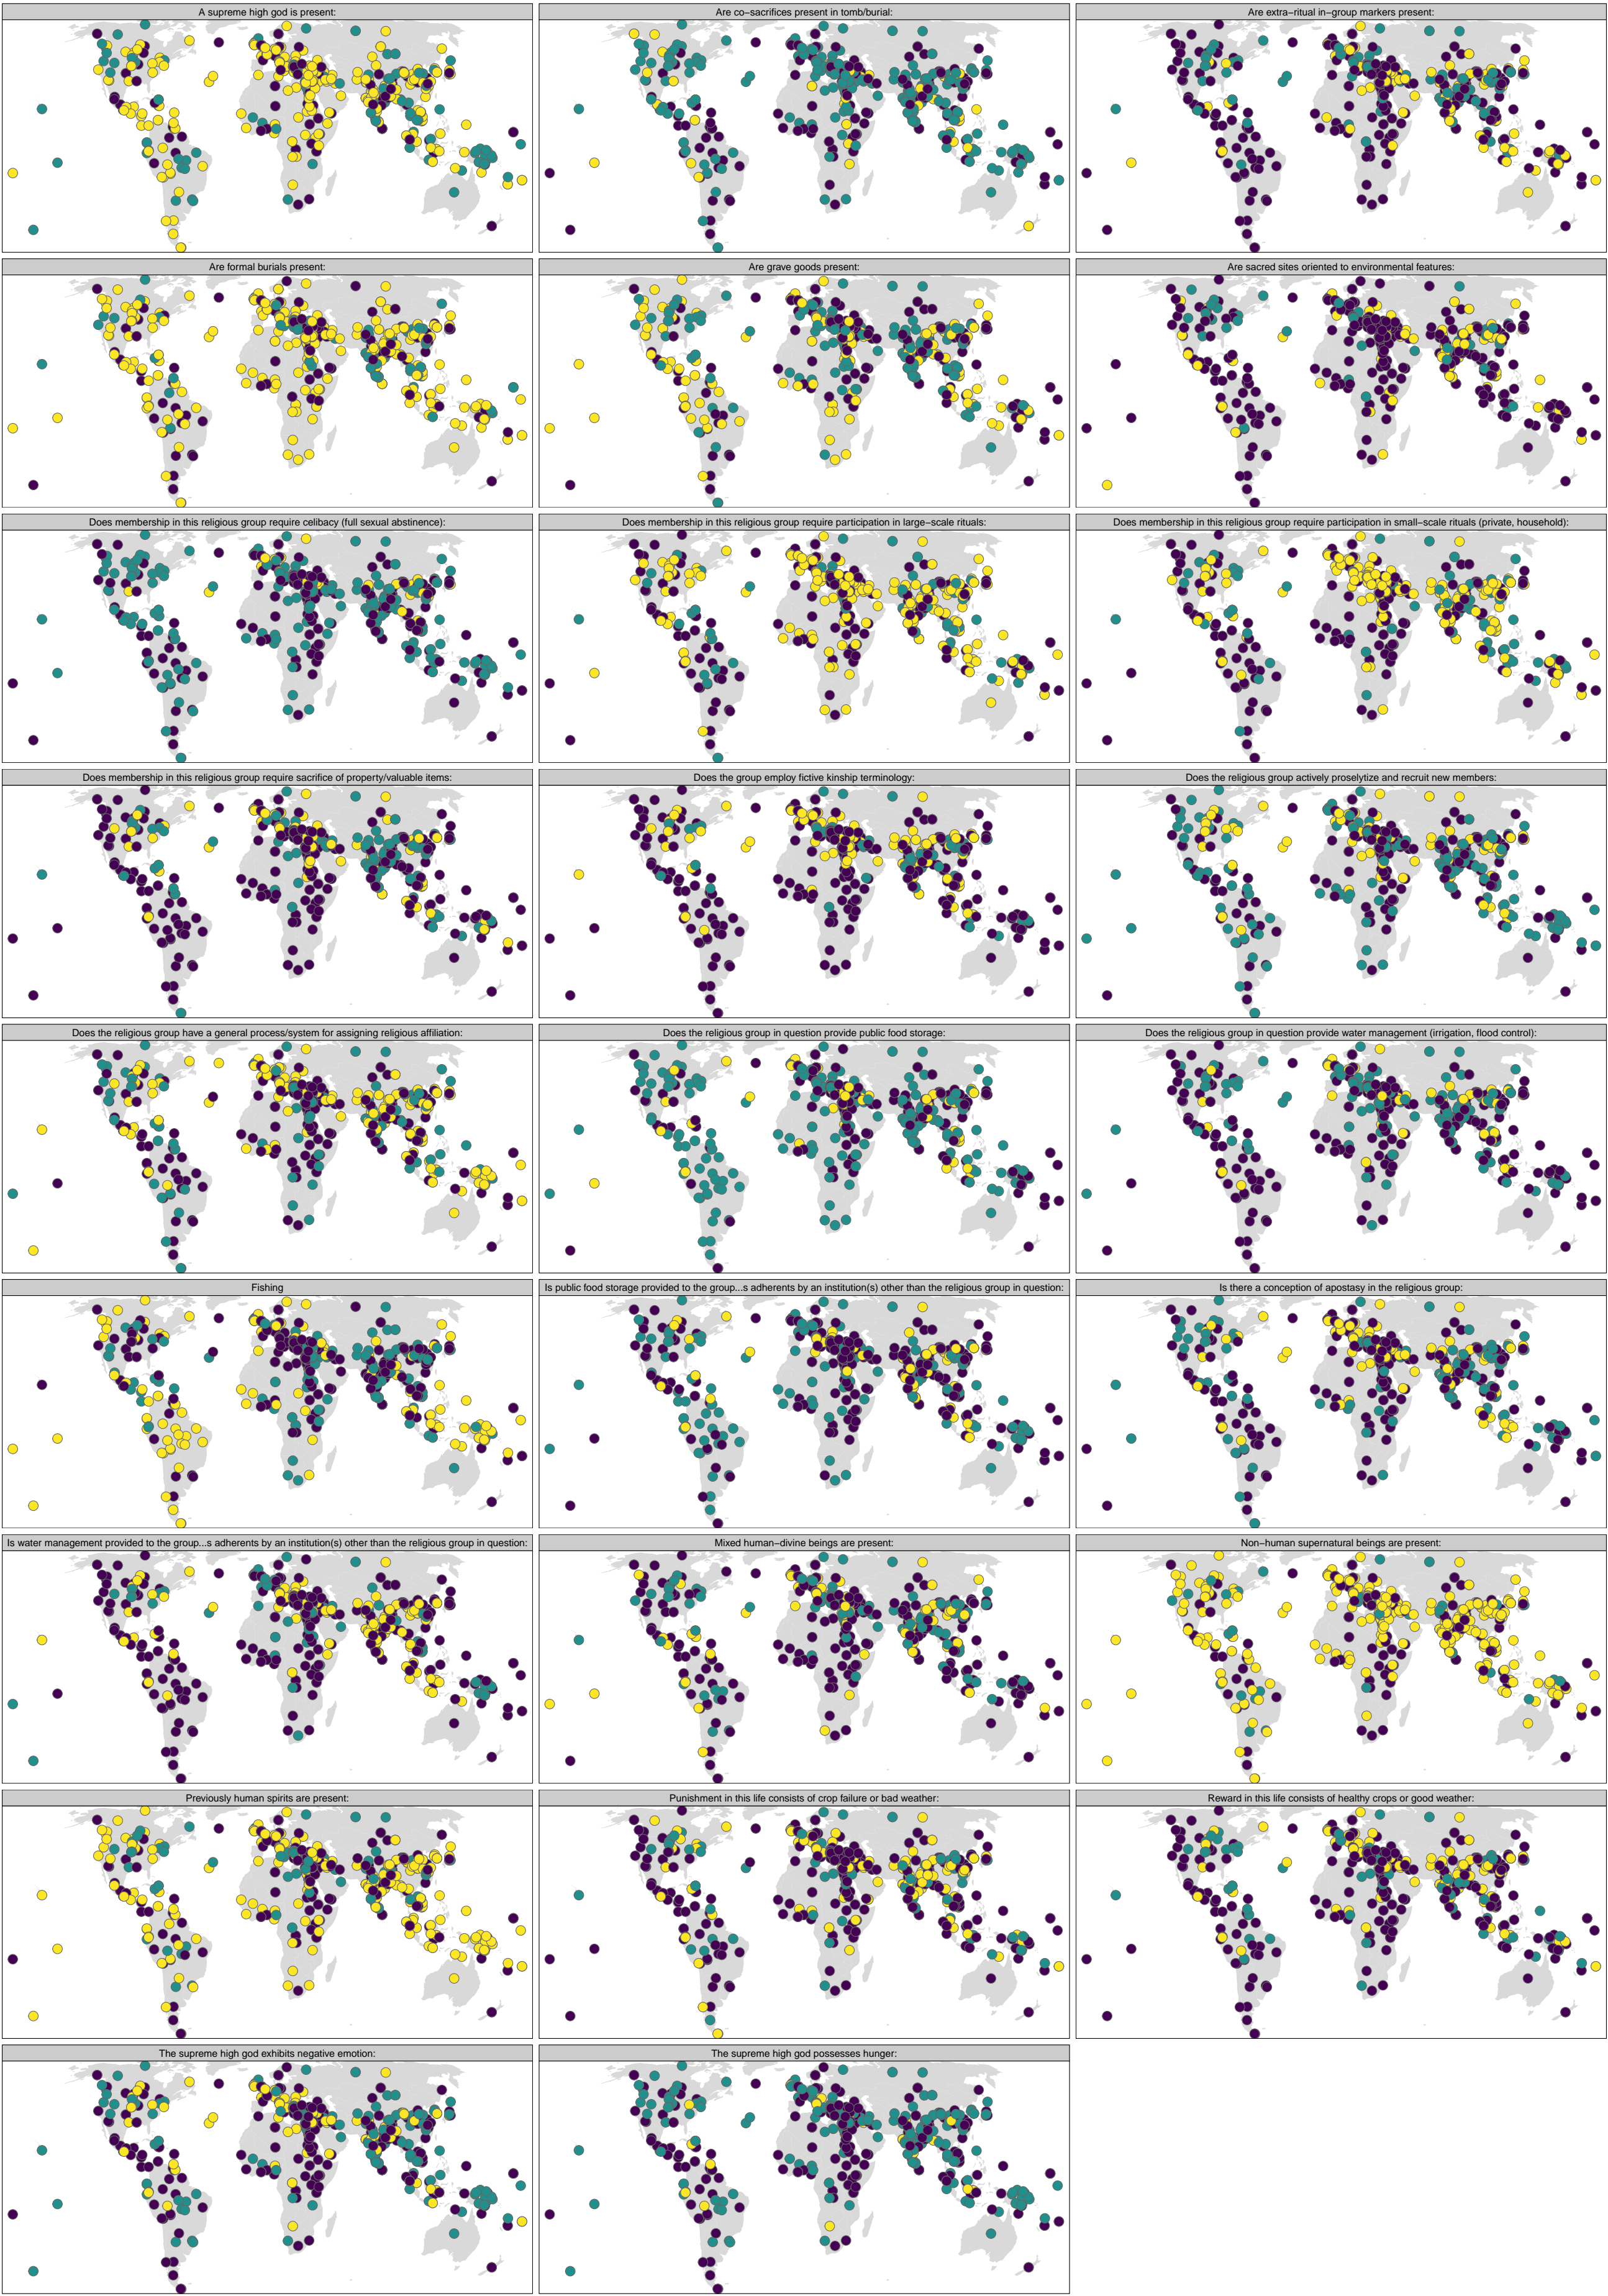 A supreme high god is present:
Are co−sacrifices present in tomb/burial:
Are extra−ritual in−group markers present:
Are formal burials present:
Are grave goods present:
Are sacred sites oriented to environmental features:
Does membership in this religious group require celibacy (full sexual abstinence):
Does membership in this religious group require participation in large−scale rituals:
Does membership in this religious group require participation in small−scale rituals (private, household):
Does membership in this religious group require sacrifice of property/valuable items:
Does the group employ fictive kinship terminology:
Does the religious group actively proselytize and recruit new members:
Does the religious group have a general process/system for assigning religious affiliation:
Does the religious group in question provide public food storage:
Does the religious group in question provide water management (irrigation, flood control):
Fishing
Is public food storage provided to the group...s adherents by an institution(s) other than the religious group in question:
Is there a conception of apostasy in the religious group:
Is water management provided to the group...s adherents by an institution(s) other than the religious group in question:
Mixed human−divine beings are present:
Non−human supernatural beings are present:
Previously human spirits are present:
Punishment in this life consists of crop failure or bad weather:
Reward in this life consists of healthy crops or good weather:
The supreme high god exhibits negative emotion:
The supreme high god possesses hunger: